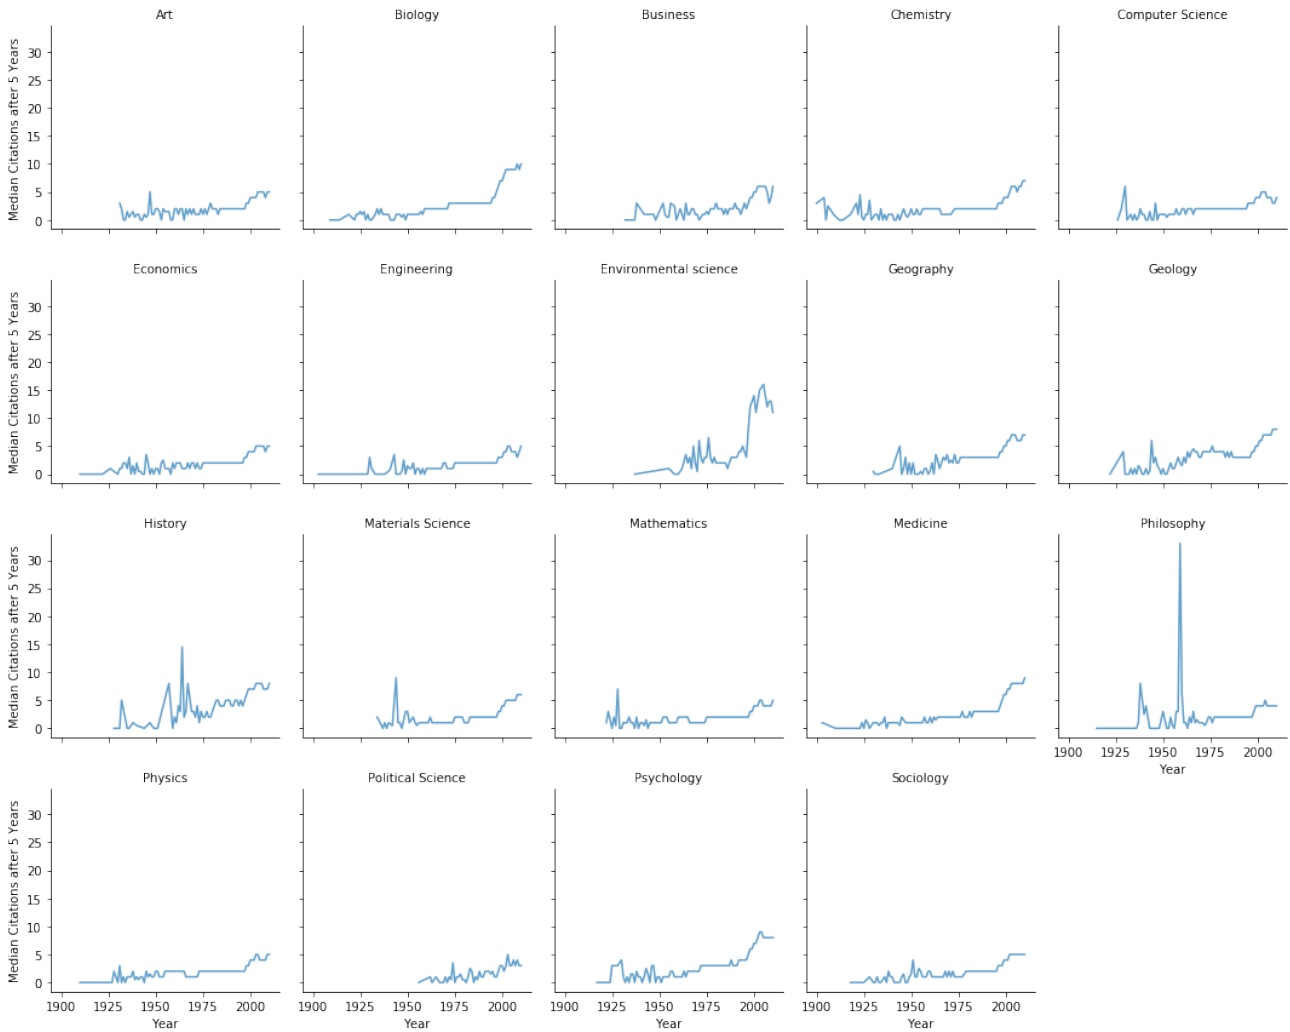 Art Biology Business Chemistry Computer Science
Median Citations after 5 Years
30
25
20
15
10
5
0
Economics Engineering Environmental science Geography Geology
Median Citations after 5 Years
30
25
20
15
10
5
0
History Materials Science Mathematics Medicine Philosophy
Median Citations after 5 Years
30
25
20
15
10
5
0
1900 1925 1950 1975 2000
Year
Physics Political Science Psychology Sociology
Median Citations after 5 Years
30
25
20
15
10
5
0
1900 1925 1950 1975 2000 1900 1925 1950 1975 2000 1900 1925 1950 1975 2000 1900 1925 1950 1975 2000
Year Year Year Year